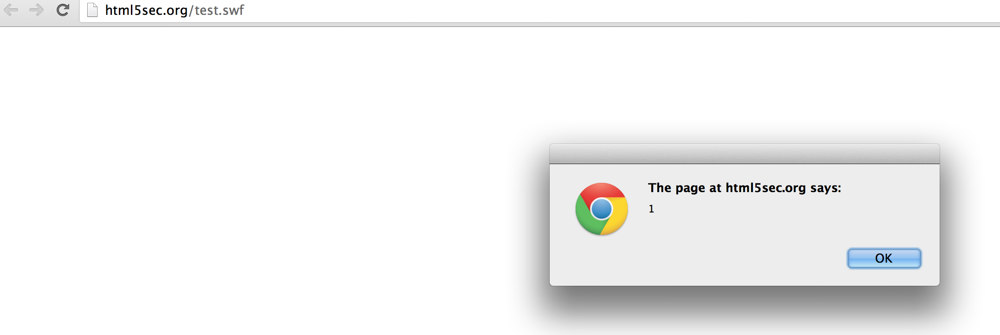 html5sec.org/test.swf
The page at html5sec.org says:
1
OK